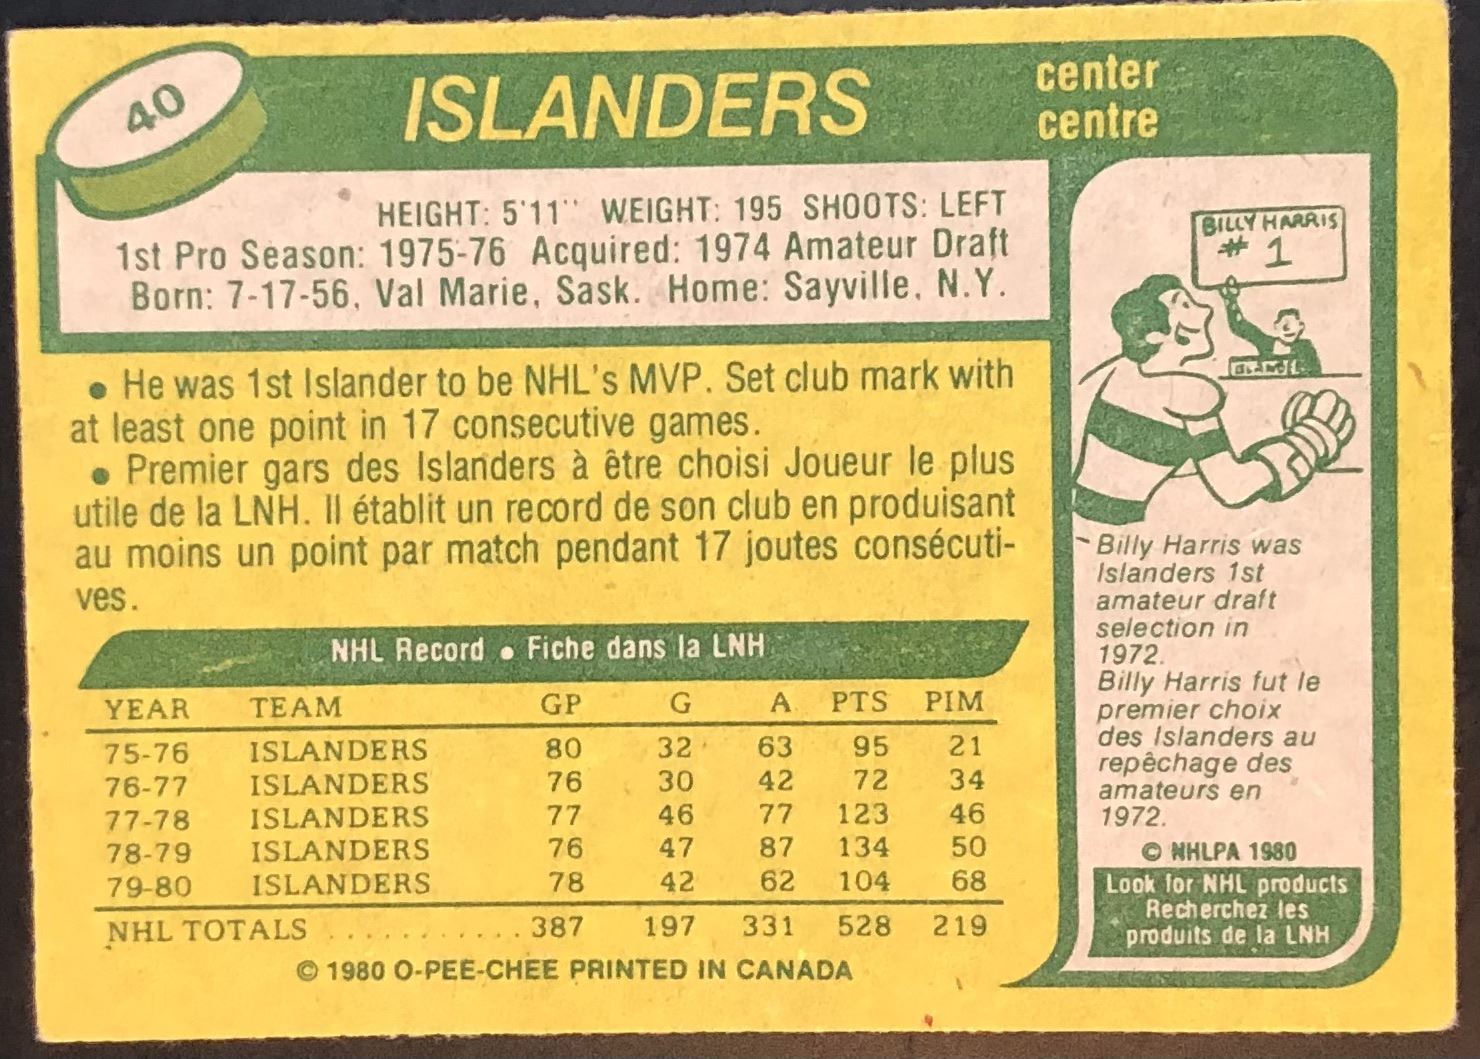 40
ISLANDERS
center
centre
HEIGHT: 5'11" WEIGHT: 195 SHOOTS: LEFT
1st Pro Season: 1975-76 Acquired: 1974 Amateur Draft
Born: 7-17-56, Val Marie, Sask. Home: Sayville, N.Y.
• He was 1st Islander to be NHL's MVP. Set club mark with
at least one point in 17 consecutive games.
• Premier gars des Islanders à être choisi Joueur le plus
utile de la LNH. Il établit un record de son club en produisant
au moins un point par match pendant 17 joutes consécuti-
ves.
NHL Record • Fiche dans la LNH
YEAR TEAM GP G A PTS PIM
75-76 ISLANDERS 80 32 63 95 21
76-77 ISLANDERS 76 30 42 72 34
77-78 ISLANDERS 77 46 77 123 46
78-79 ISLANDERS 76 47 87 134 50
79-80 ISLANDERS 78 42 62 104 68
NHL TOTALS ............ 387 197 331 528 219
© 1980 O-PEE-CHEE PRINTED IN CANADA
BILLY HARRIS
# 1
Billy Harris was
Islanders 1st
amateur draft
selection in
1972.
Billy Harris fut le
premier choix
des Islanders au
repêchage des
amateurs en
1972.
© NHLPA 1980
Look for NHL products
Recherchez les
produits de la LNH